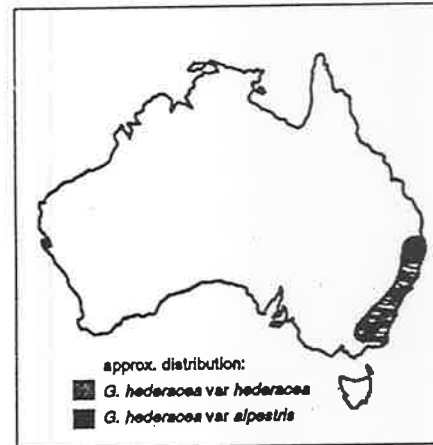 approx. distribution:
G. hederacea var hederacea
G. hederacea var alpestris